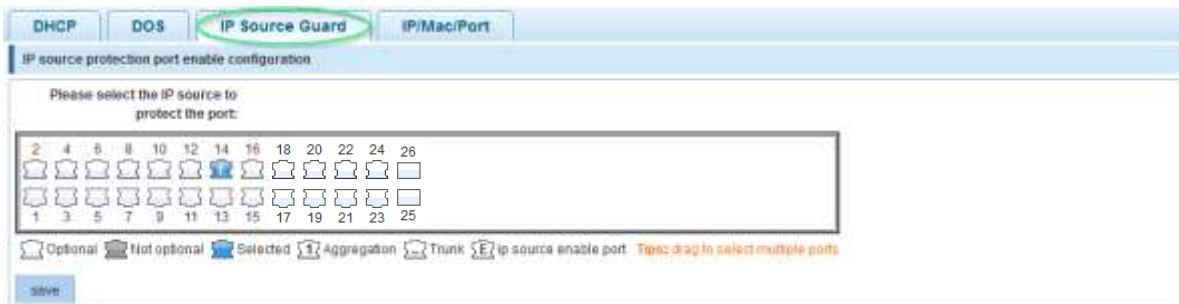 DHCP DOS IP Source Guard IP/Mac/Port
IP source protection port enable configuration
Please select the IP source to
protect the port:
2 4 6 8 10 12 14 16 18 20 22 24 26
1 3 5 7 9 11 13 15 17 19 21 23 25
Optional Not optional Selected 1 Aggregation Trunk E ip source enable port Tips: drag to select multiple ports
save